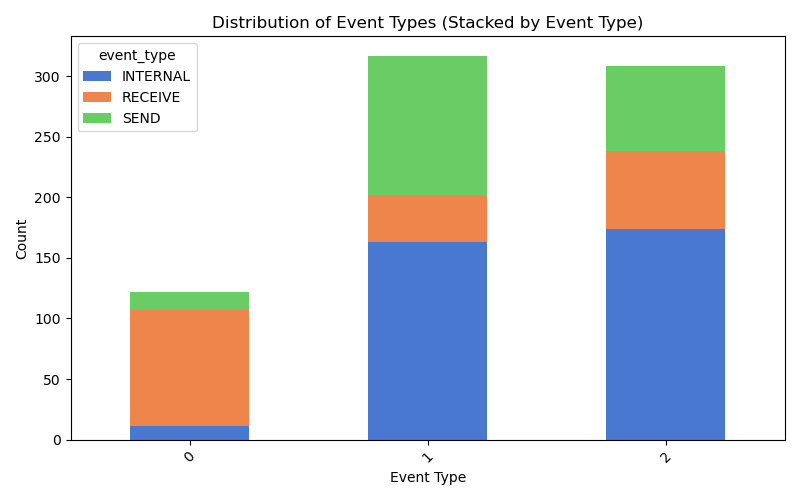 Distribution of Event Types (Stacked by Event Type)
event_type
INTERNAL
RECEIVE
SEND
Count
300
250
200
150
100
50
0
0
1
2
Event Type